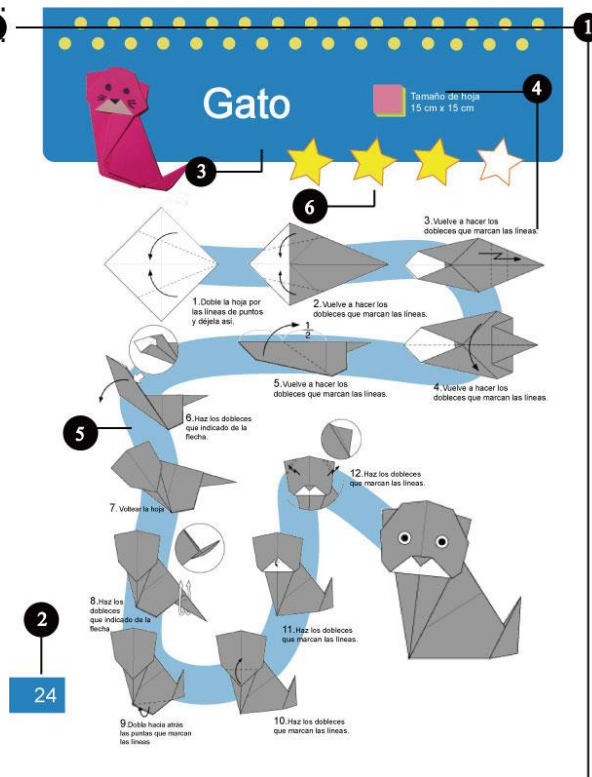 1
Gato
Tamaño de hoja
15 cm x 15 cm
4
3
6
3.Vuelve a hacer los
dobleces que marcan las líneas.
1.Doble la hoja por
las líneas de puntos
y déjela así.
2.Vuelve a hacer los
dobleces que marcan las líneas.
1
2
5.Vuelve a hacer los
dobleces que marcan las líneas.
4.Vuelve a hacer los
dobleces que marcan las líneas.
6.Haz los dobleces
que indicado de la
flecha.
5
7. Voltear la hoja
12.Haz los dobleces
que marcan las líneas.
8.Haz los
dobleces
que indicado de la
flecha
11.Haz los dobleces
que marcan las líneas.
2
24
9.Dobla hacia atrás
las puntas que marcan
las líneas
10.Haz los dobleces
que marcan las líneas.